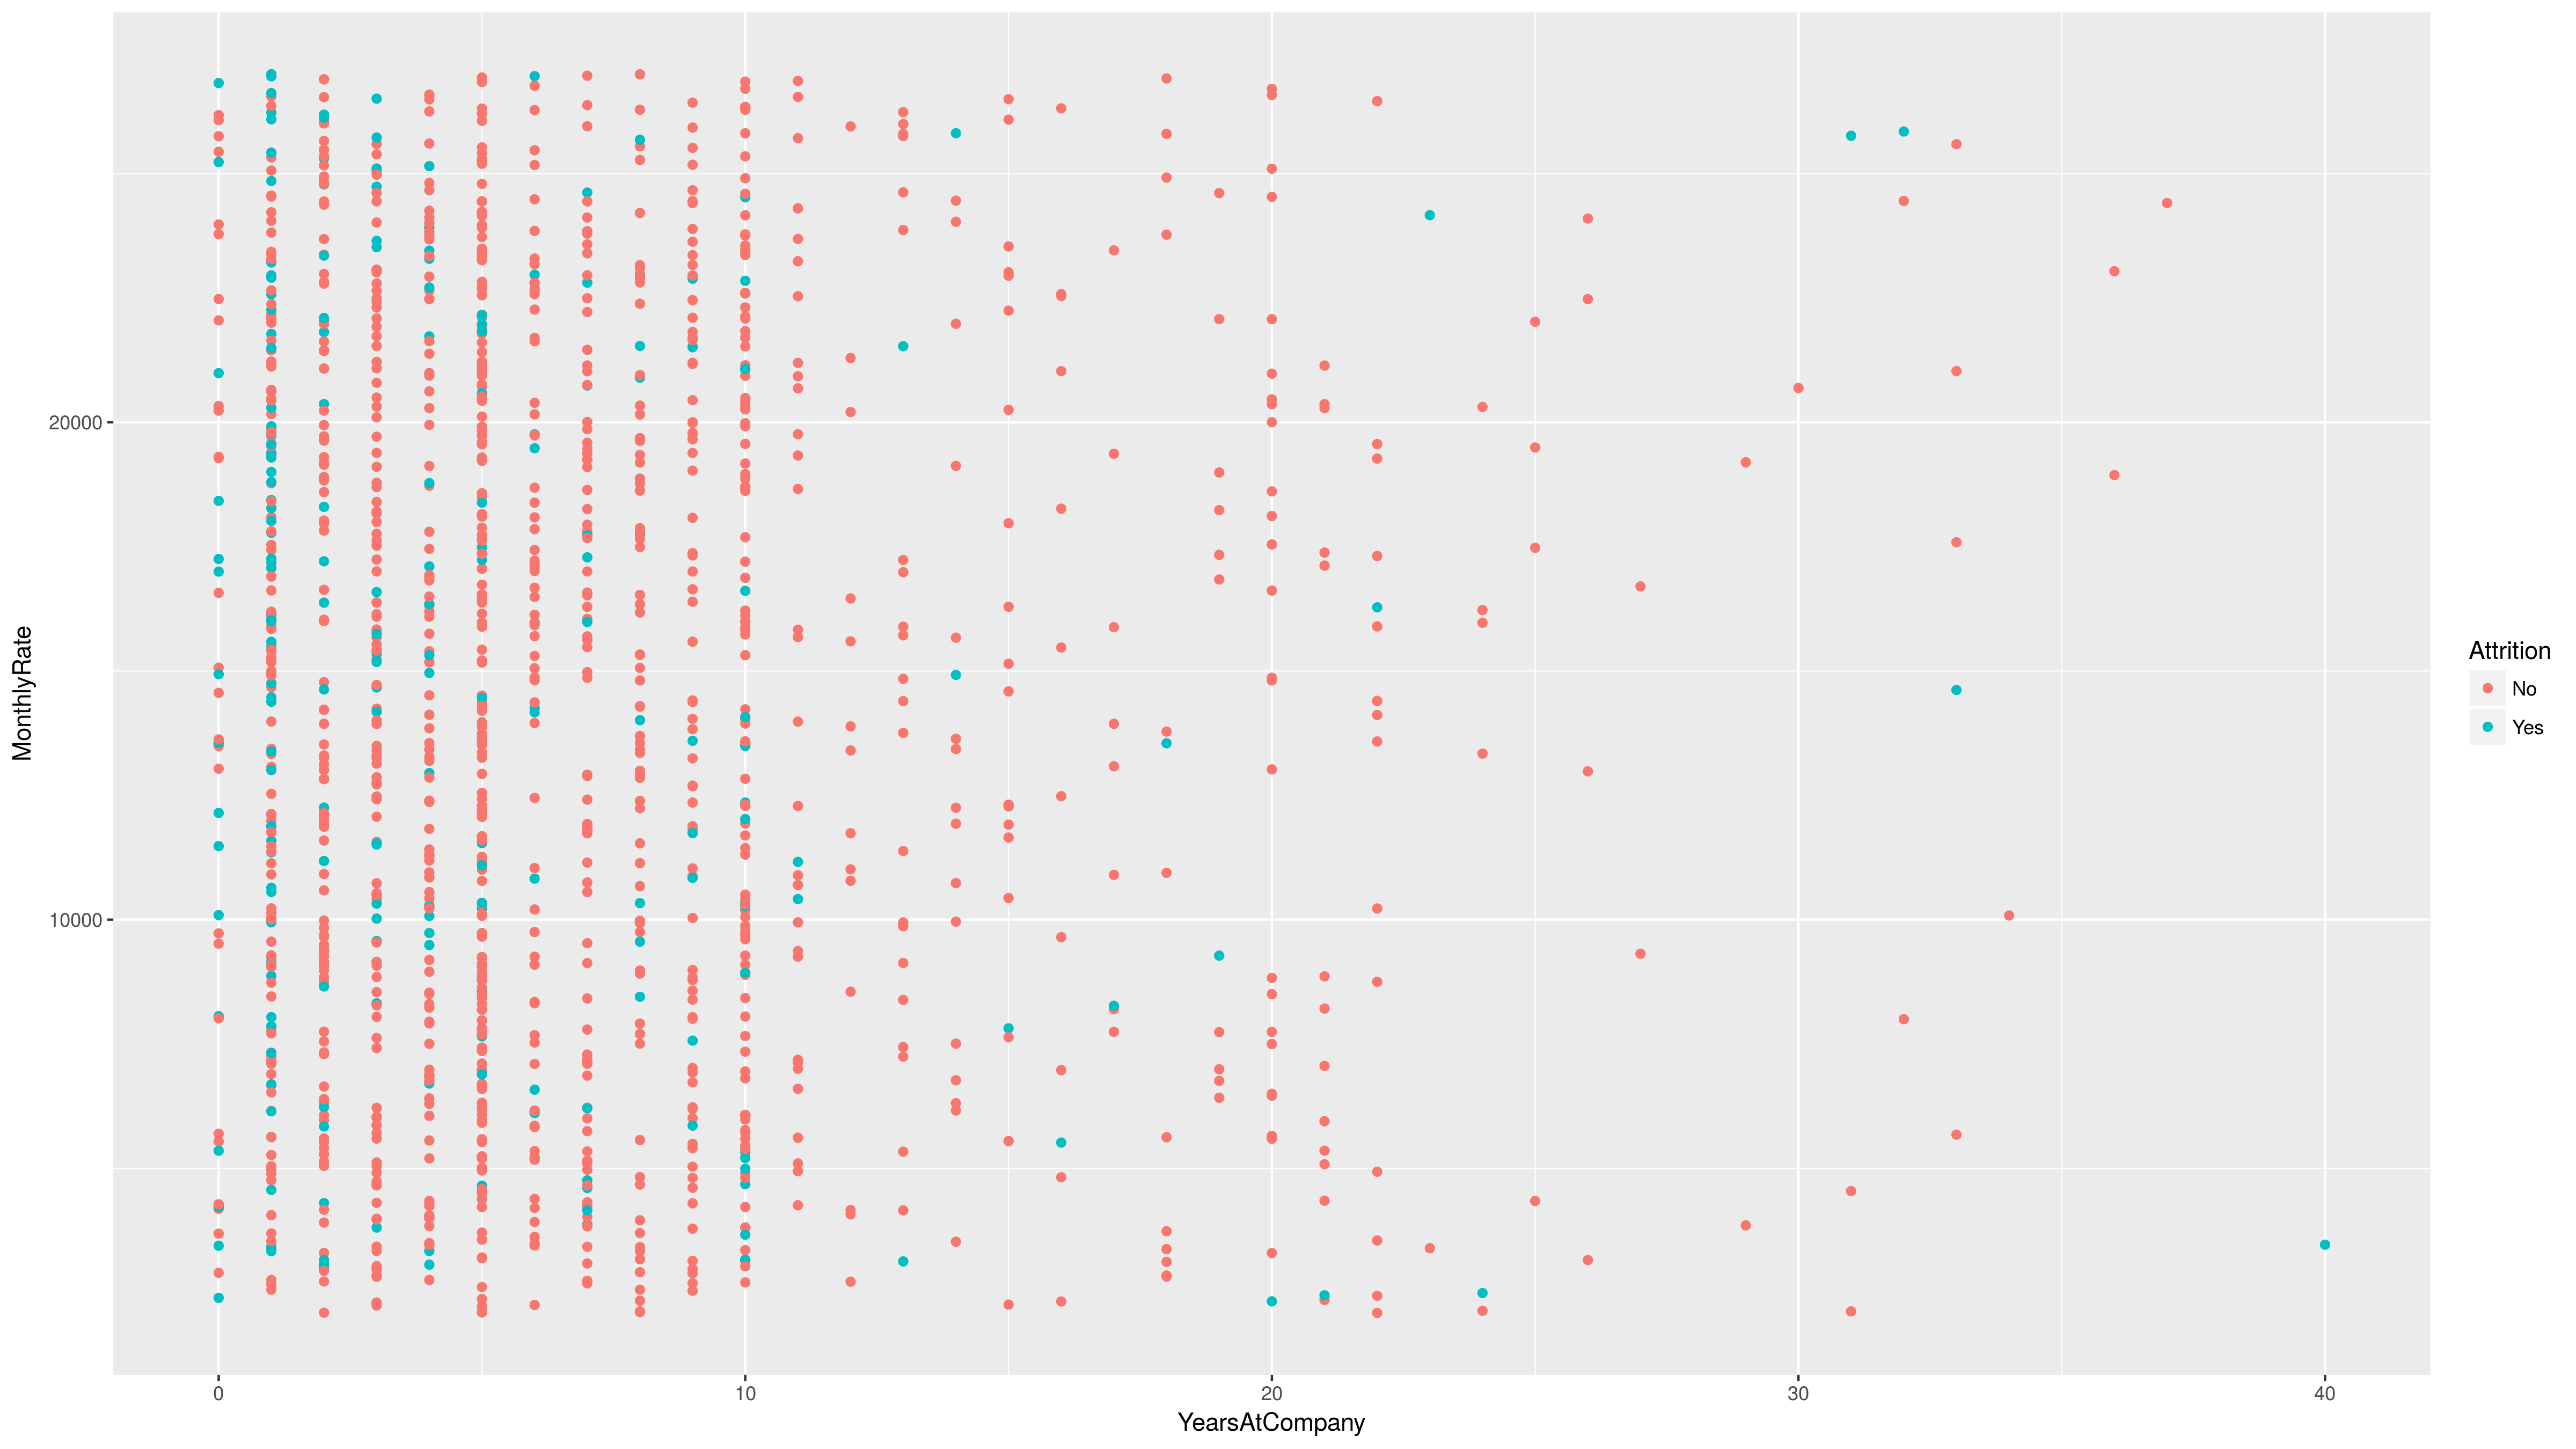 20000
10000
MonthlyRate
0
10
20
30
40
YearsAtCompany
Attrition
No
Yes